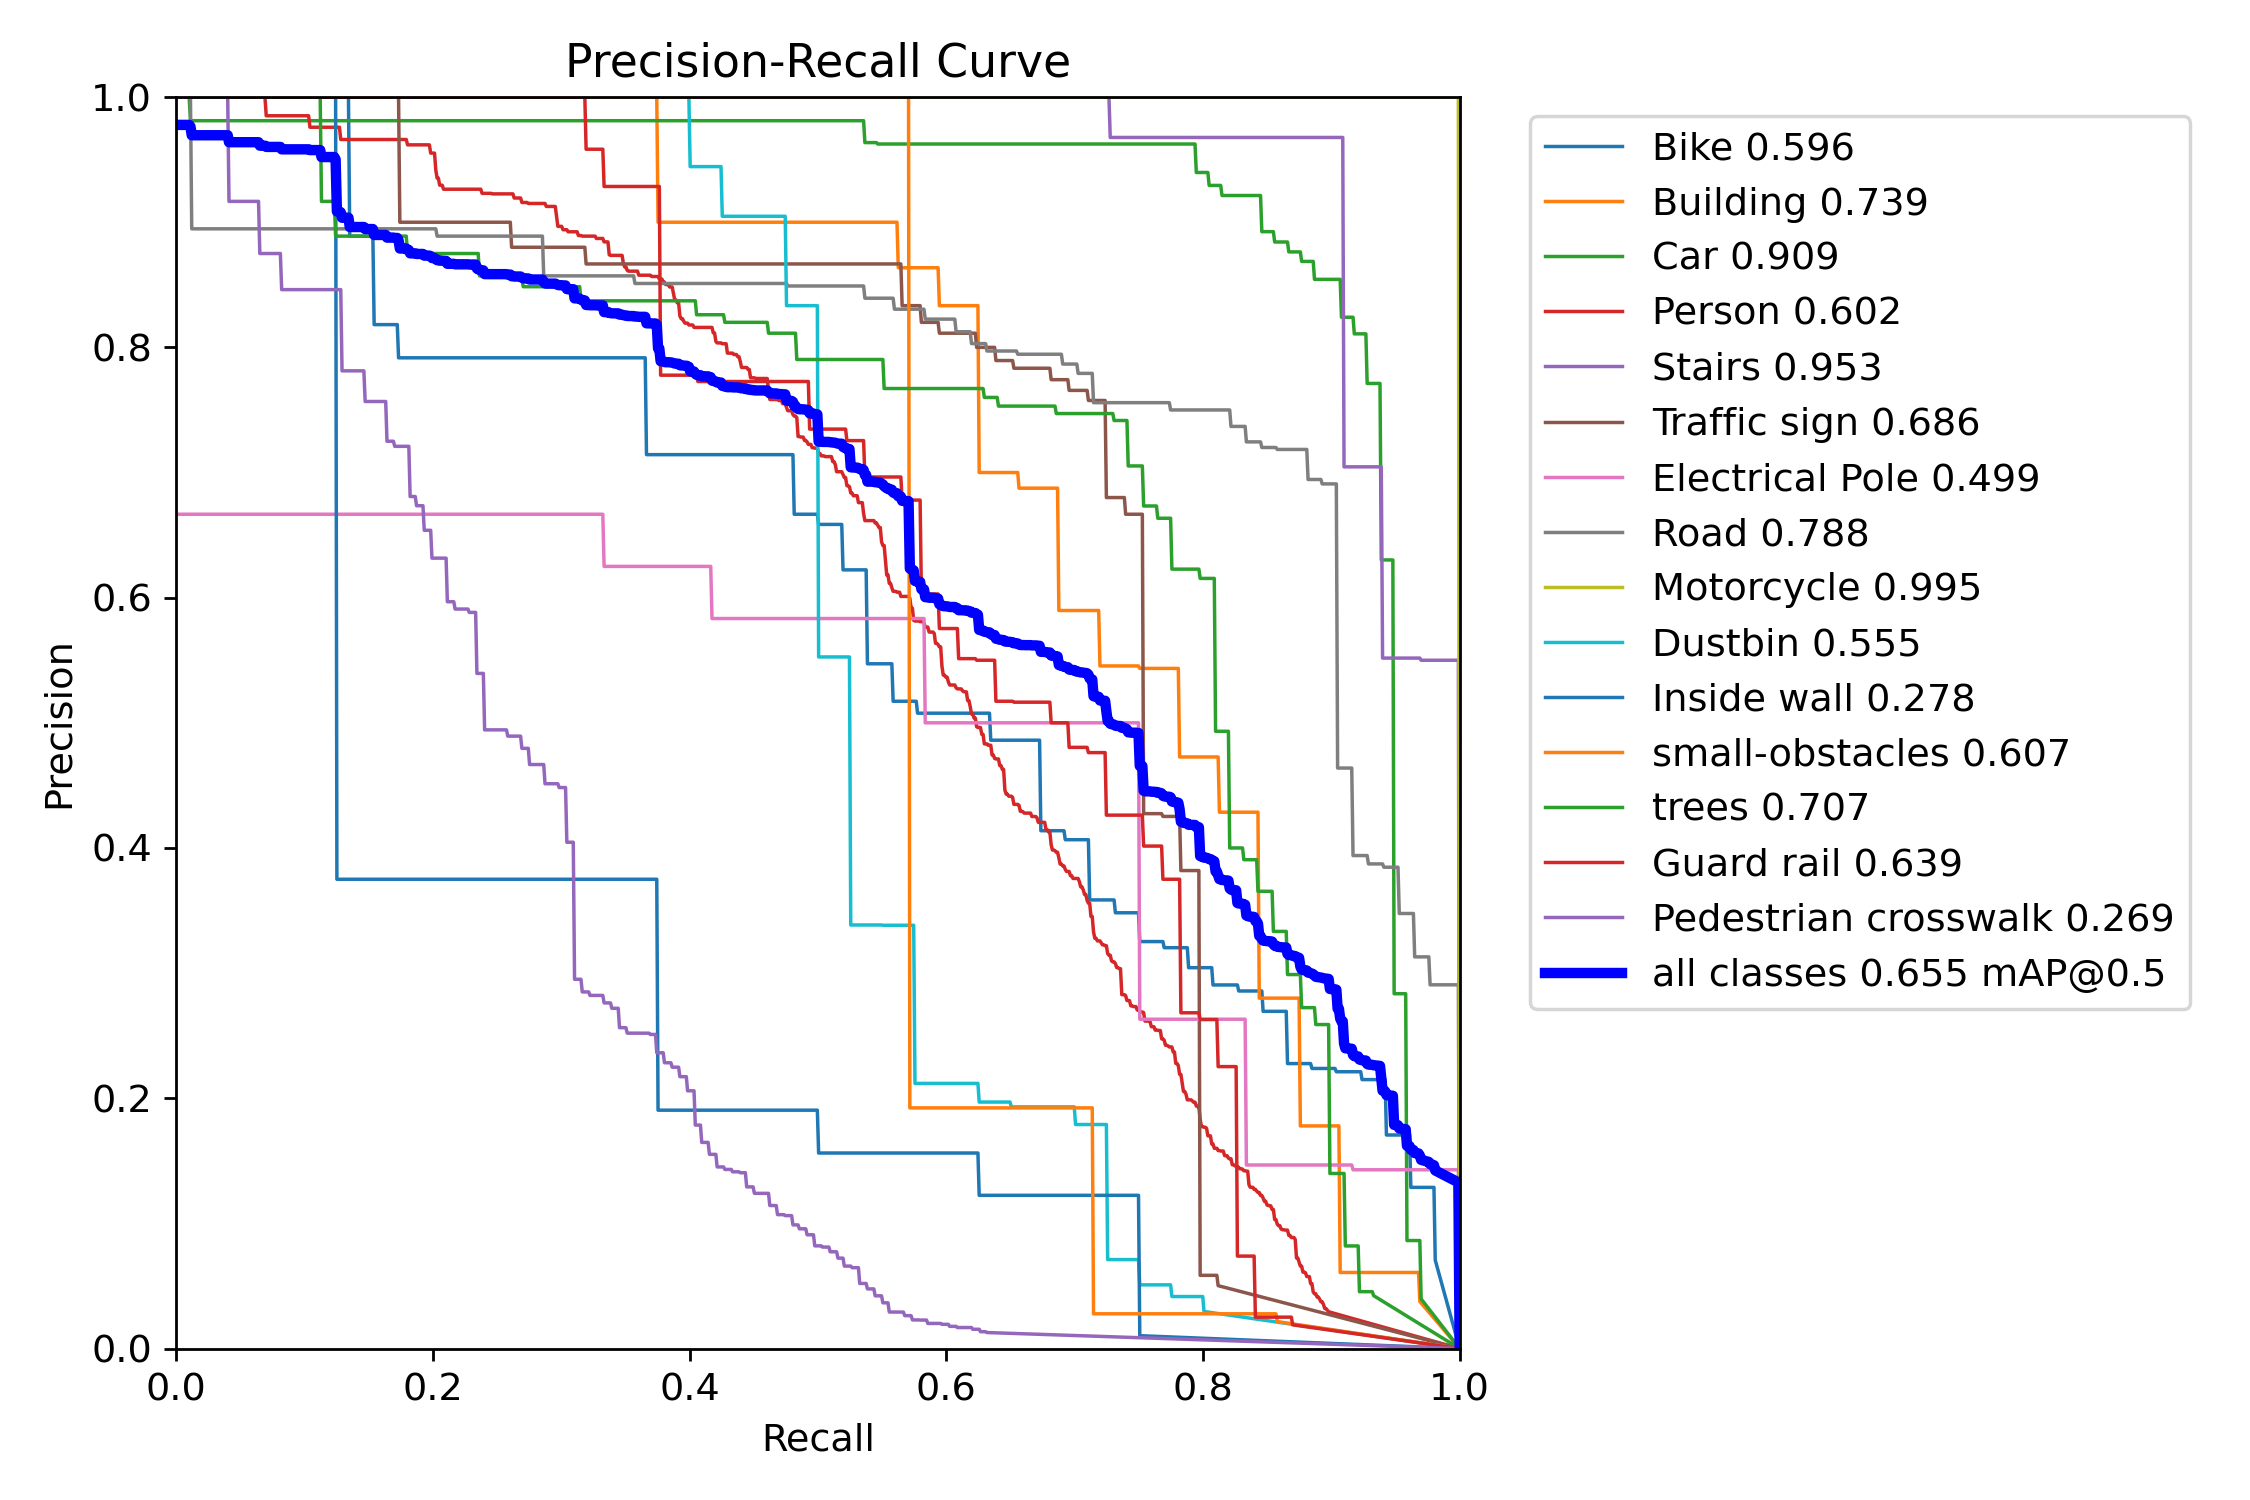 Precision-Recall Curve
1.0
0.8
0.6
0.4
0.2
0.0
Precision
0.0 0.2 0.4 0.6 0.8 1.0
Recall
Bike 0.596
Building 0.739
Car 0.909
Person 0.602
Stairs 0.953
Traffic sign 0.686
Electrical Pole 0.499
Road 0.788
Motorcycle 0.995
Dustbin 0.555
Inside wall 0.278
small-obstacles 0.607
trees 0.707
Guard rail 0.639
Pedestrian crosswalk 0.269
all classes 0.655 mAP@0.5